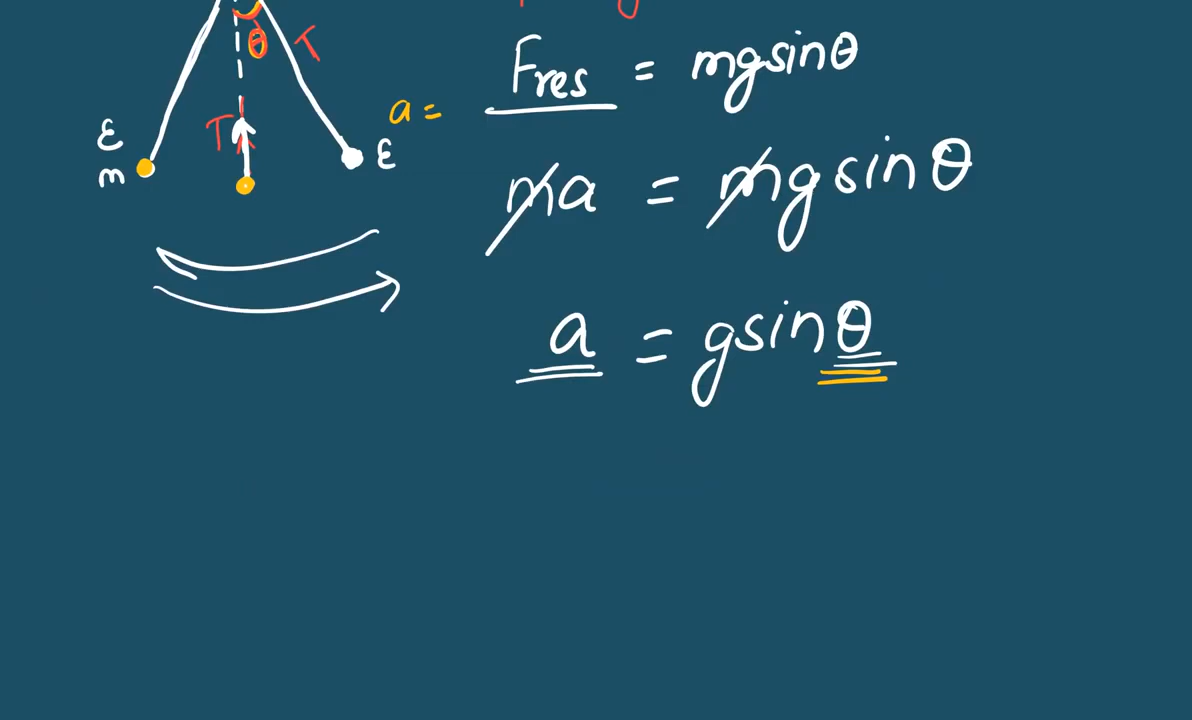 θ T
Fres = mgsinθ
a =
T
ε
m
ε
ma = mgsinθ
a = gsinθ